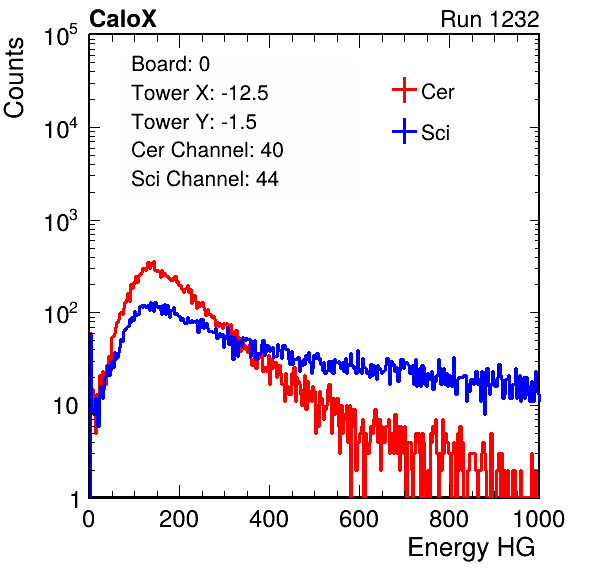 CaloX Run 1232
Counts
10^5
10^4
10^3
10^2
10
1
Board: 0
Tower X: -12.5
Tower Y: -1.5
Cer Channel: 40
Sci Channel: 44
Cer
Sci
0 200 400 600 800 1000
Energy HG